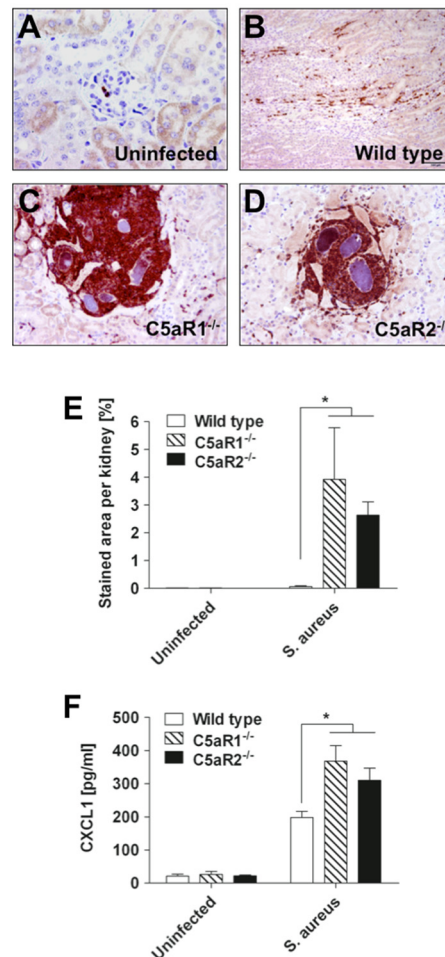 A
Uninfected
B
Wild type
C
C5aR1-/-
D
C5aR2-/
E
Stained area per kidney [%]
6
5
4
3
2
1
0
Wild type
C5aR1-/-
C5aR2-/-
*
Uninfected
S. aureus
F
CXCL1 [pg/ml]
500
400
300
200
100
0
Wild type
C5aR1-/-
C5aR2-/-
*
Uninfected
S. aureus